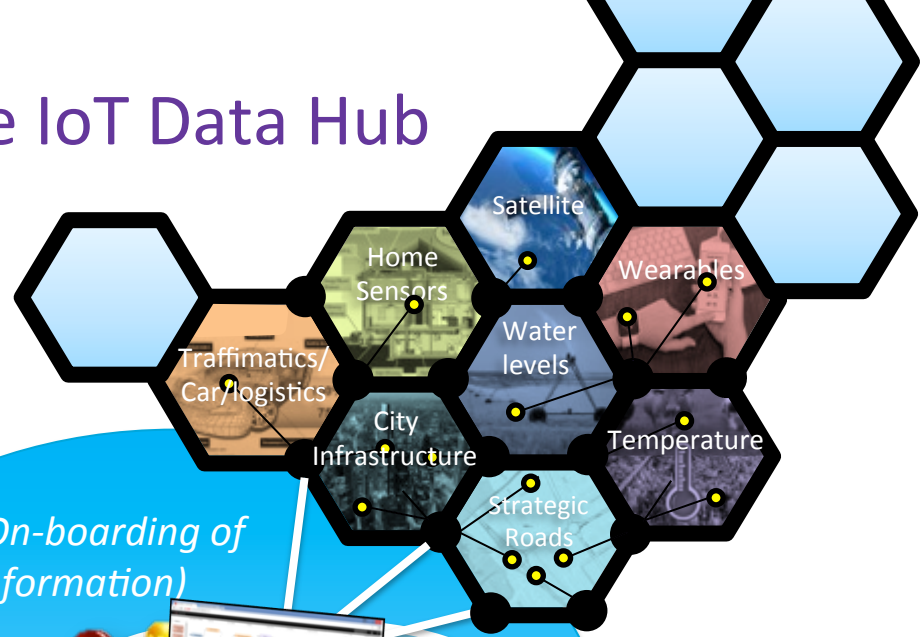 e IoT Data Hub
Satellite
Home
Sensors
Wearables
Water
levels
Traffimatics/
Car/logistics
City
Infrastructure
Temperature
Strategic
Roads
On-boarding of
formation)